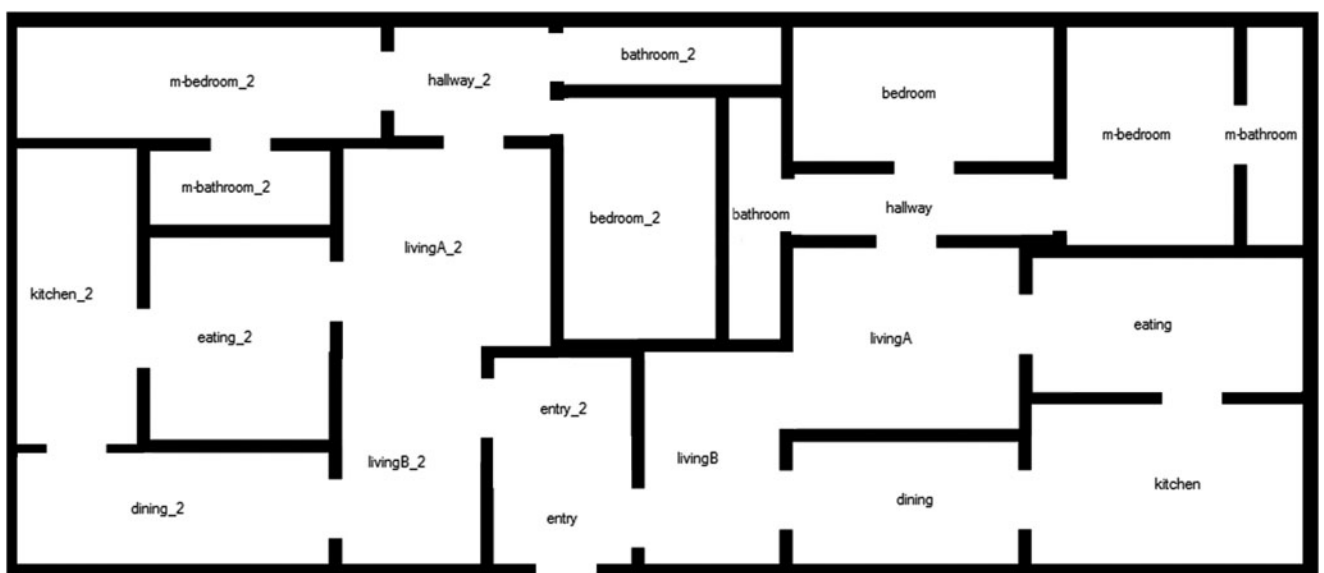 bathroom_2
m-bedroom_2
hallway_2
bedroom
m-bedroom
m-bathroom
m-bathroom_2
bedroom_2
bathroom
hallway
livingA_2
kitchen_2
eating_2
livingA
eating
entry_2
livingB_2
livingB
kitchen
dining_2
entry
dining